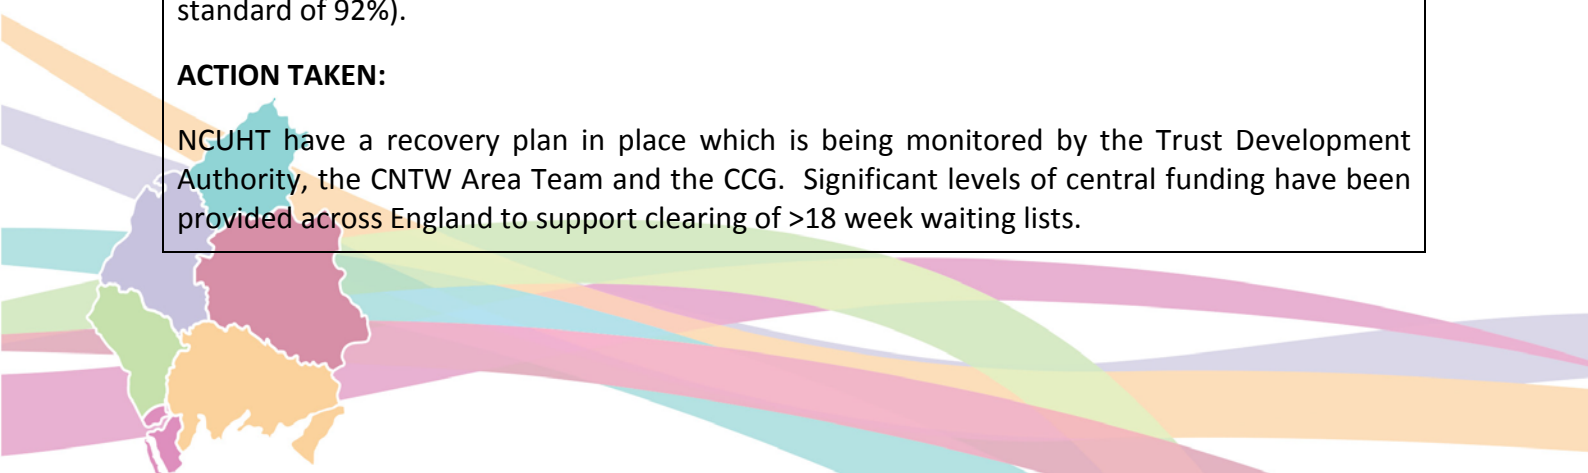 standard of 92%).
ACTION TAKEN:
NCUHT have a recovery plan in place which is being monitored by the Trust Development
Authority, the CNTW Area Team and the CCG. Significant levels of central funding have been
provided across England to support clearing of >18 week waiting lists.